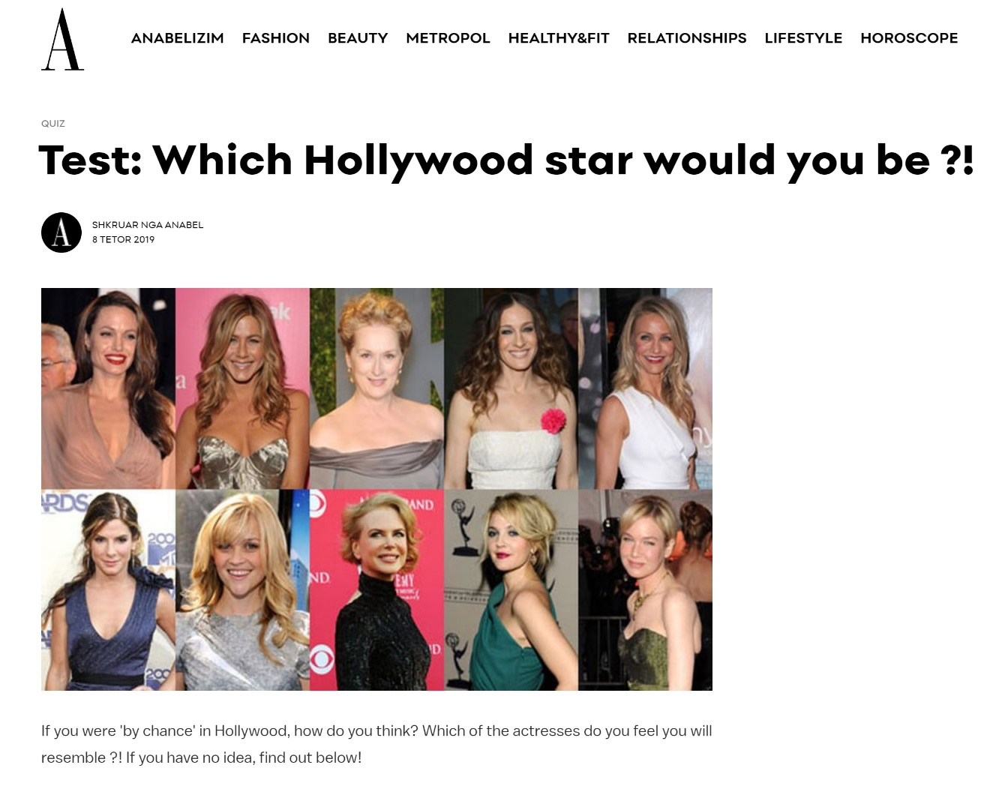 A
ANABELIZIM FASHION BEAUTY METROPOL HEALTHY&FIT RELATIONSHIPS LIFESTYLE HOROSCOPE
QUIZ
Test: Which Hollywood star would you be ?!
A
SHKRUAR NGA ANABEL
8 TETOR 2019
If you were 'by chance' in Hollywood, how do you think? Which of the actresses do you feel you will
resemble ?! If you have no idea, find out below!